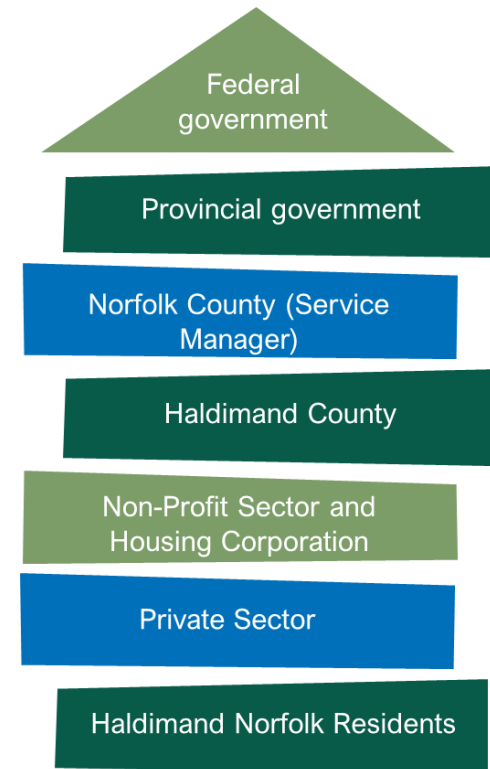 Federal
government
Provincial government
Norfolk County (Service
Manager)
Haldimand County
Non-Profit Sector and
Housing Corporation
Private Sector
Haldimand Norfolk Residents